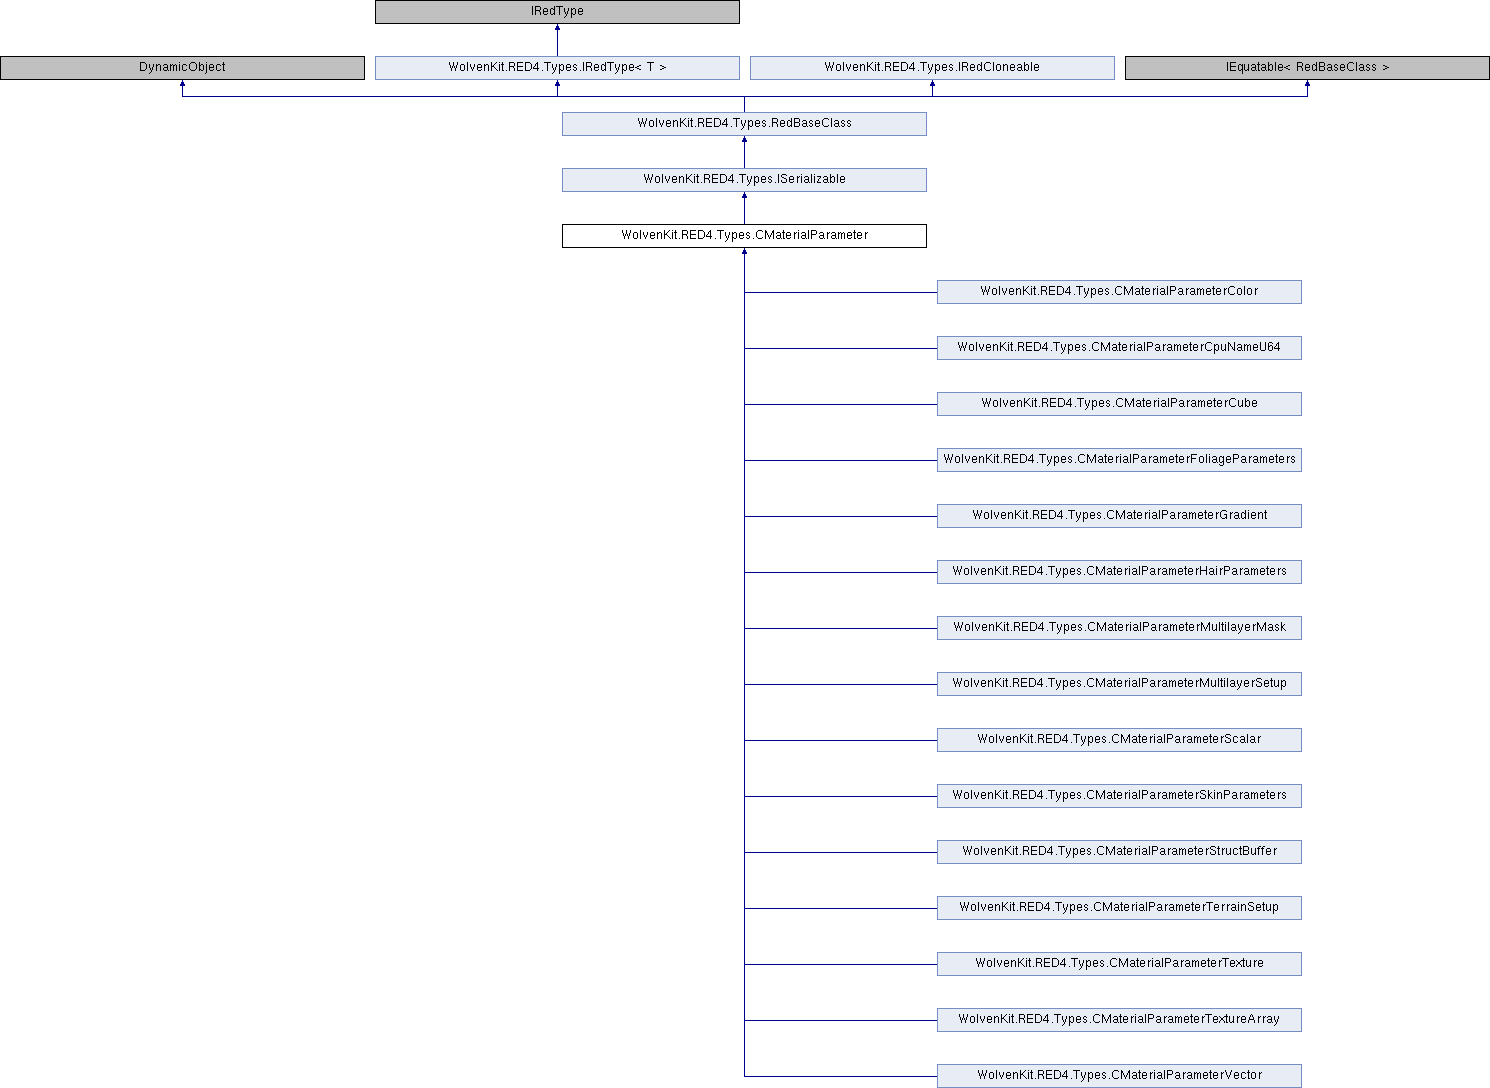 IRedType
DynamicObject
WolvenKit.RED4.Types.IRedType< T >
WolvenKit.RED4.Types.IRedCloneable
IEquatable< RedBaseClass >
WolvenKit.RED4.Types.RedBaseClass
WolvenKit.RED4.Types.ISerializable
WolvenKit.RED4.Types.CMaterialParameter
WolvenKit.RED4.Types.CMaterialParameterColor
WolvenKit.RED4.Types.CMaterialParameterCpuNameU64
WolvenKit.RED4.Types.CMaterialParameterCube
WolvenKit.RED4.Types.CMaterialParameterFoliageParameters
WolvenKit.RED4.Types.CMaterialParameterGradient
WolvenKit.RED4.Types.CMaterialParameterHairParameters
WolvenKit.RED4.Types.CMaterialParameterMultilayerMask
WolvenKit.RED4.Types.CMaterialParameterMultilayerSetup
WolvenKit.RED4.Types.CMaterialParameterScalar
WolvenKit.RED4.Types.CMaterialParameterSkinParameters
WolvenKit.RED4.Types.CMaterialParameterStructBuffer
WolvenKit.RED4.Types.CMaterialParameterTerrainSetup
WolvenKit.RED4.Types.CMaterialParameterTexture
WolvenKit.RED4.Types.CMaterialParameterTextureArray
WolvenKit.RED4.Types.CMaterialParameterVector